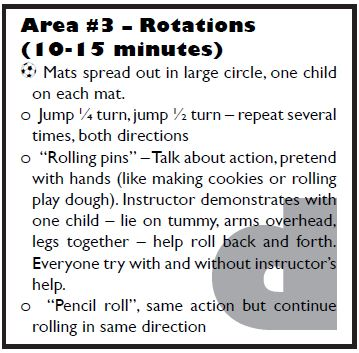 Area #3 – Rotations
(10-15 minutes)
Mats spread out in large circle, one child
on each mat.
o Jump ¼ turn, jump ½ turn – repeat several
times, both directions
o “Rolling pins” – Talk about action, pretend
with hands (like making cookies or rolling
play dough). Instructor demonstrates with
one child – lie on tummy, arms overhead,
legs together – help roll back and forth.
Everyone try with and without instructor’s
help.
o “Pencil roll”, same action but continue
rolling in same direction
d